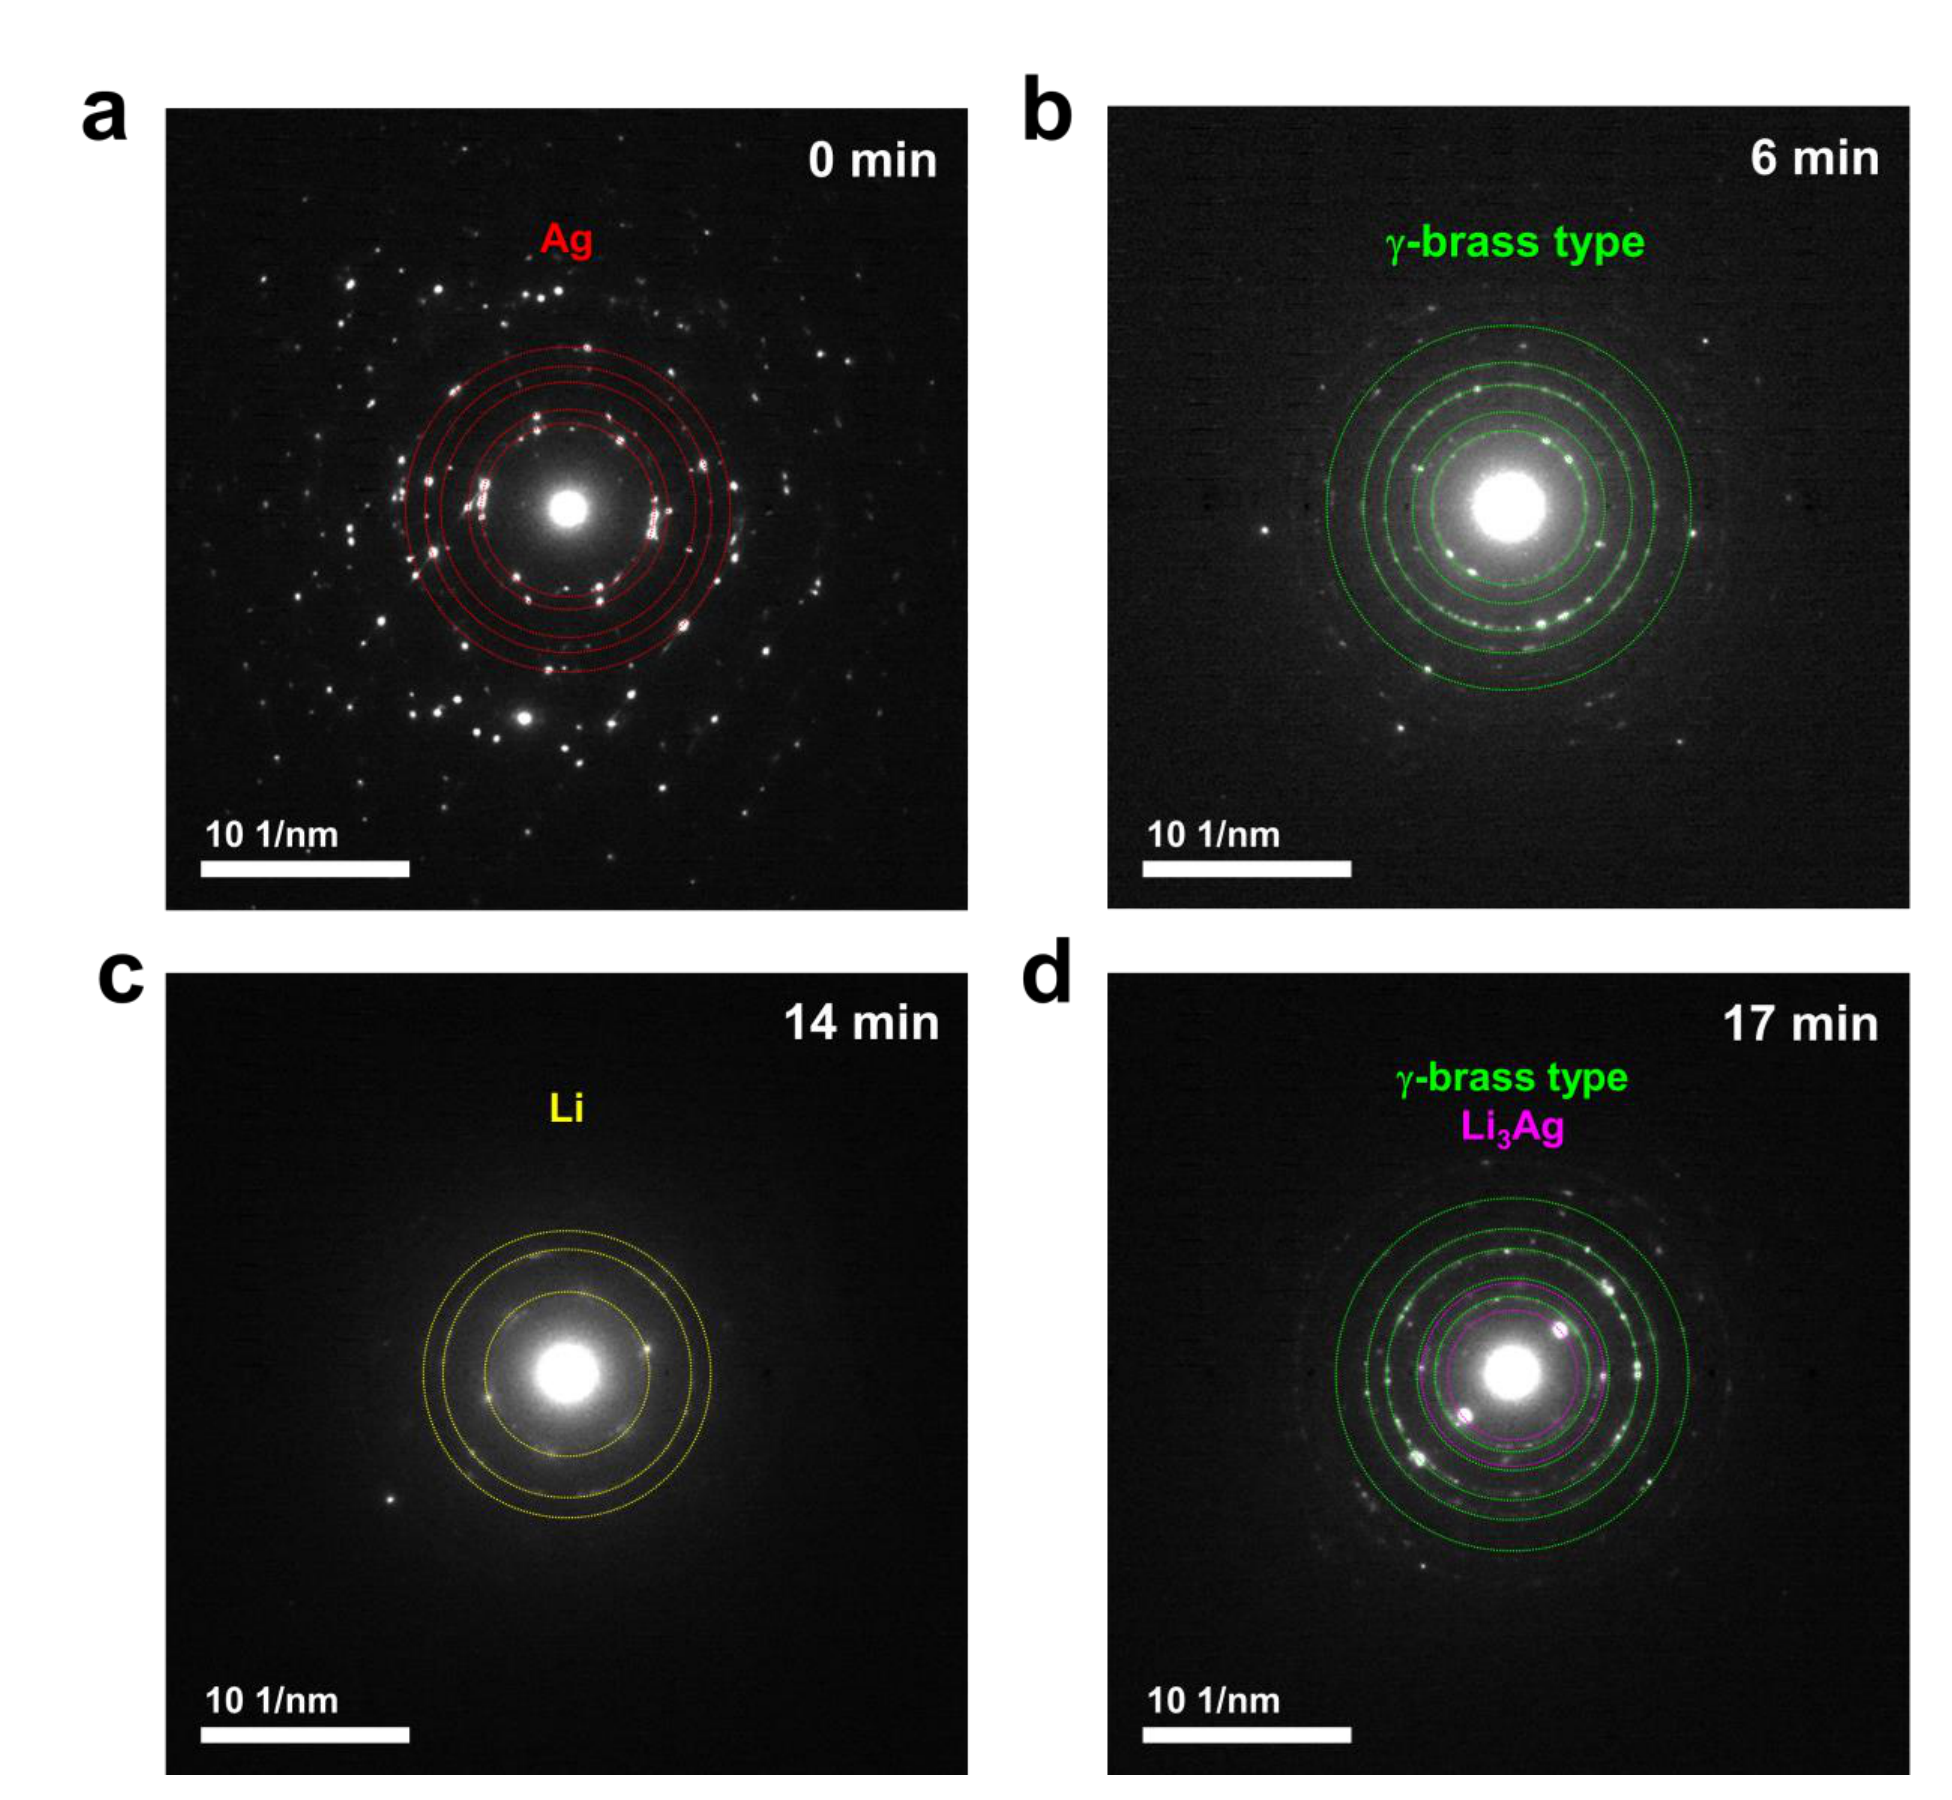 a
0 min
Ag
10 1/nm
b
6 min
γ-brass type
10 1/nm
c
14 min
Li
10 1/nm
d
17 min
γ-brass type
Li₃Ag
10 1/nm